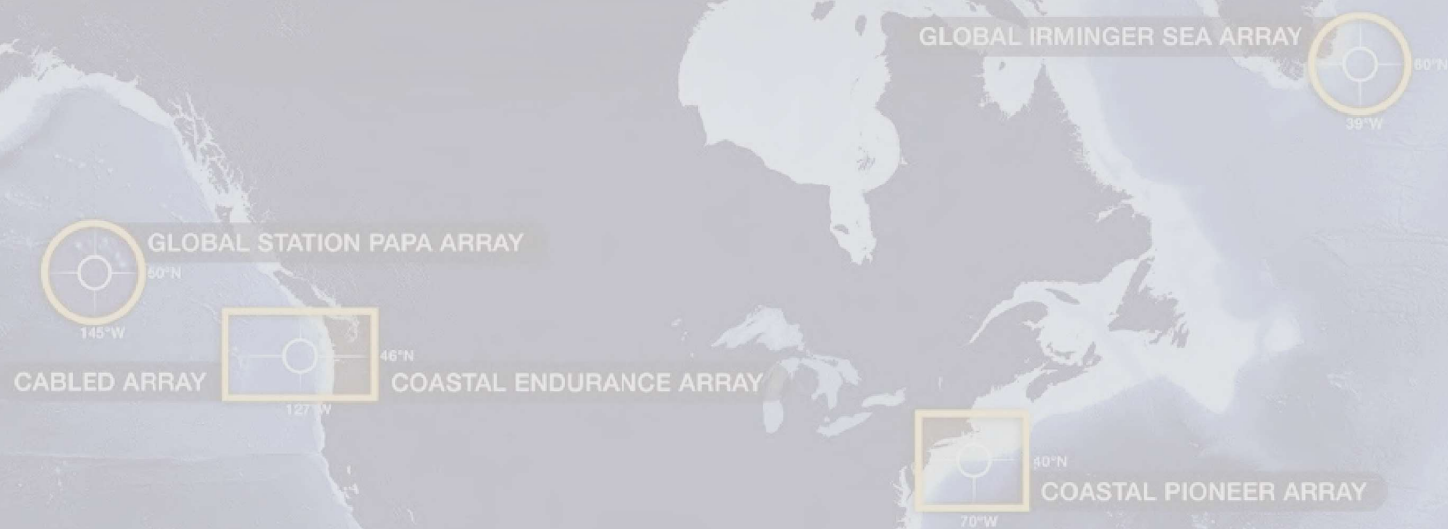 GLOBAL IRMINGER SEA ARRAY
60°N
39°W
GLOBAL STATION PAPA ARRAY
50°N
145°W
46°N
CABLED ARRAY
COASTAL ENDURANCE ARRAY
127°W
40°N
COASTAL PIONEER ARRAY
70°W